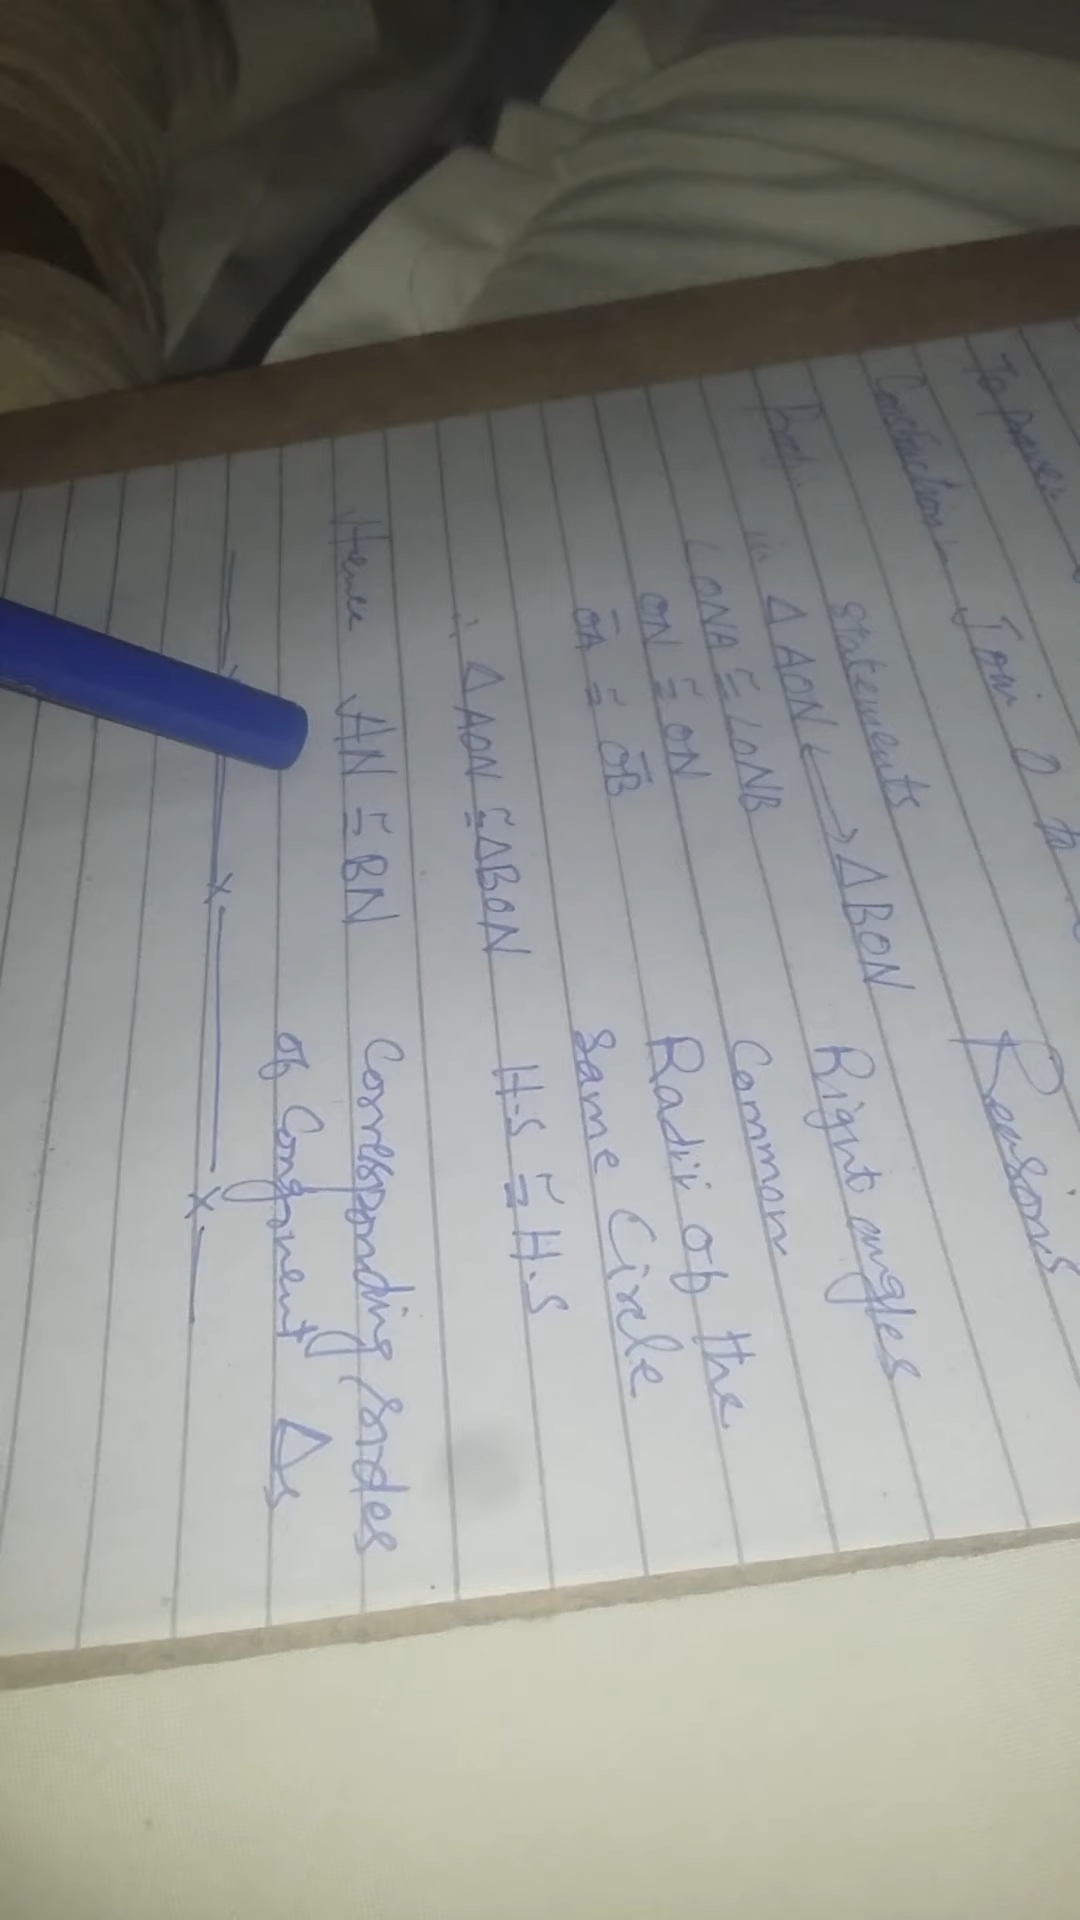 To prove
Construction Join O to
statements Reasons
Proof. in ΔAON ⟷ ΔBON
∠ONA ≅ ∠ONB Right angles
ON ≅ ON Common
OA ≅ OB Radii of the
Same Circle
∴ ΔAON ≅ ΔBON H.S ≅ H.S
Hence AN ≅ BN Corresponding sides
of Congruent Δs